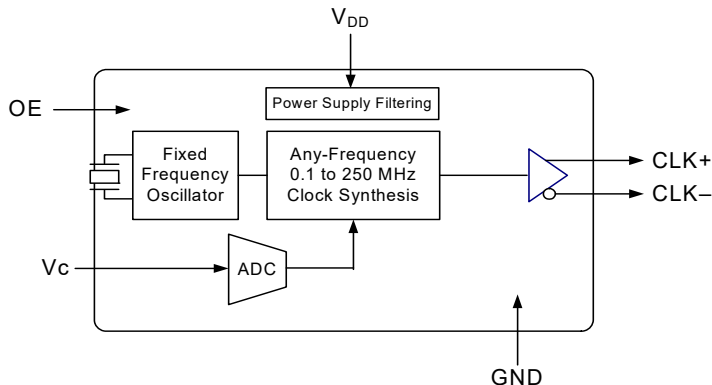 VDD
Power Supply Filtering
OE
Fixed
Frequency
Oscillator
Any-Frequency
0.1 to 250 MHz
Clock Synthesis
CLK+
CLK–
Vc
ADC
GND